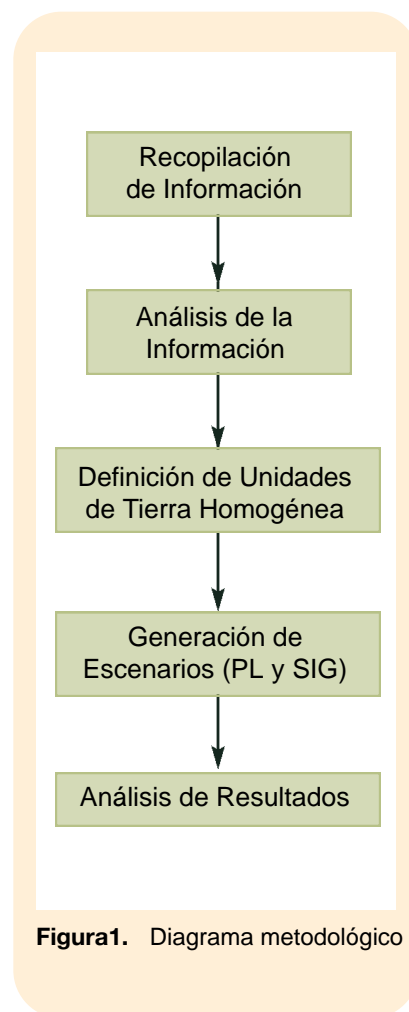 Recopilación
de Información
Análisis de la
Información
Definición de Unidades
de Tierra Homogénea
Generación de
Escenarios (PL y SIG)
Análisis de Resultados
Figura1. Diagrama metodológico